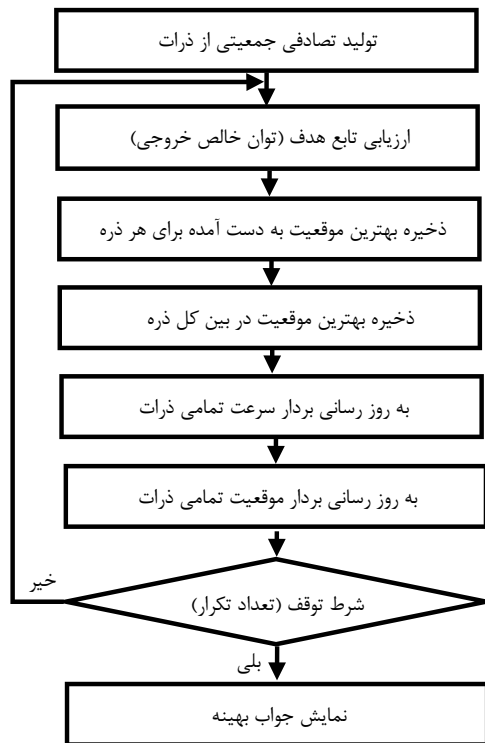 تولید تصادفی جمعیتی از ذرات
ارزیابی تابع هدف (توان خالص خروجی)
ذخیره بهترین موقعیت به دست آمده برای هر ذره
ذخیره بهترین موقعیت در بین کل ذره
به روز رسانی بردار سرعت تمامی ذرات
به روز رسانی بردار موقعیت تمامی ذرات
خیر
شرط توقف (تعداد تکرار)
بلی
نمایش جواب بهینه